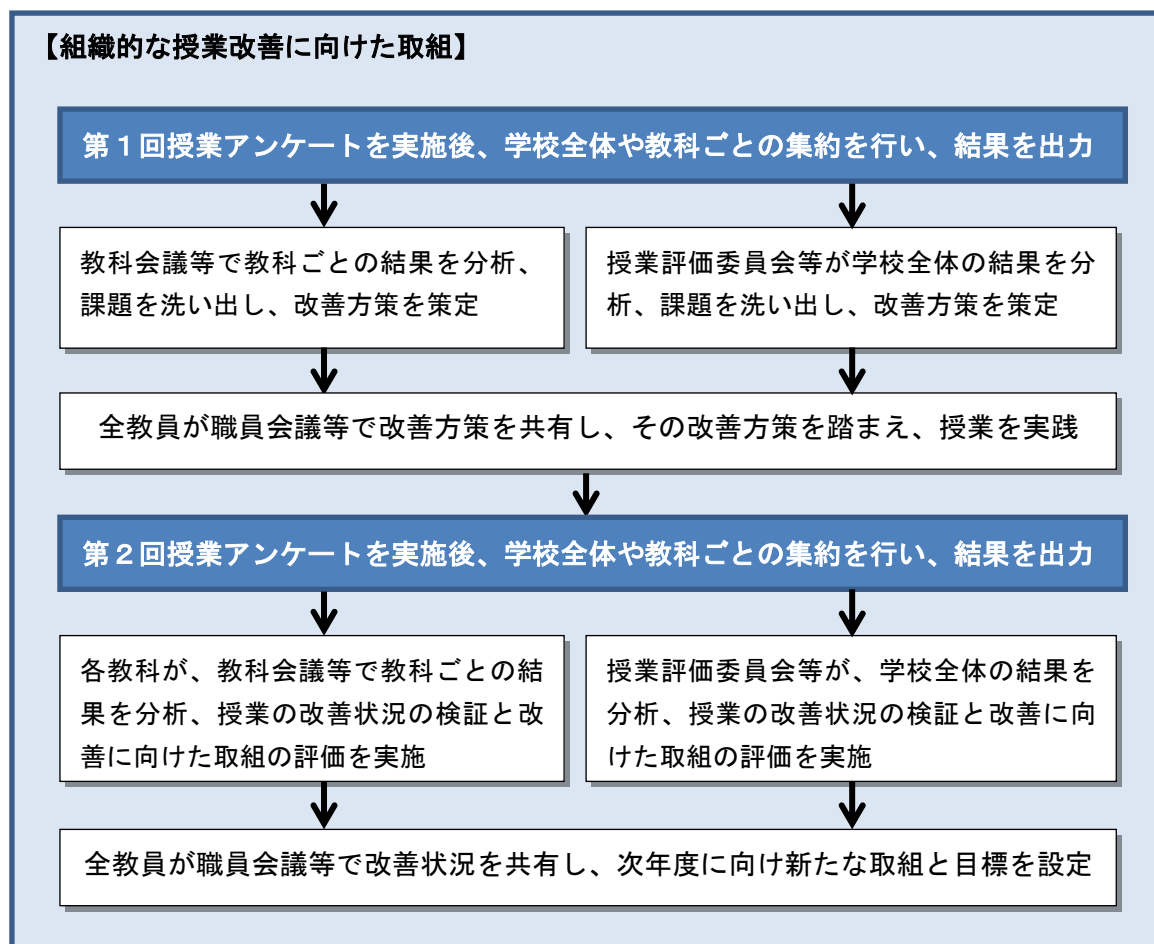 【組織的な授業改善に向けた取組】
第1回授業アンケートを実施後、学校全体や教科ごとの集約を行い、結果を出力
教科会議等で教科ごとの結果を分析、
課題を洗い出し、改善方策を策定
授業評価委員会等が学校全体の結果を分
析、課題を洗い出し、改善方策を策定
全教員が職員会議等で改善方策を共有し、その改善方策を踏まえ、授業を実践
第2回授業アンケートを実施後、学校全体や教科ごとの集約を行い、結果を出力
各教科が、教科会議等で教科ごとの結
果を分析、授業の改善状況の検証と改
善に向けた取組の評価を実施
授業評価委員会等が、学校全体の結果を
分析、授業の改善状況の検証と改善に向
けた取組の評価を実施
全教員が職員会議等で改善状況を共有し、次年度に向け新たな取組と目標を設定